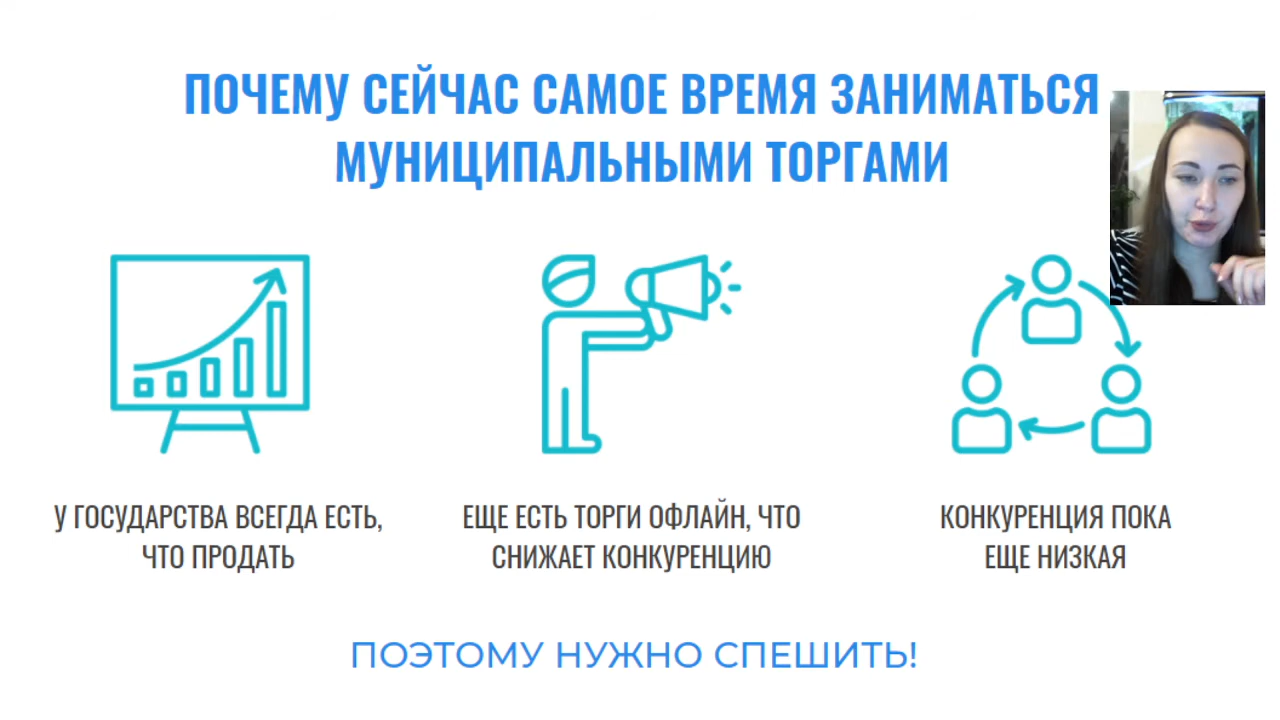 ПОЧЕМУ СЕЙЧАС САМОЕ ВРЕМЯ ЗАНИМАТЬСЯ
МУНИЦИПАЛЬНЫМИ ТОРГАМИ
У ГОСУДАРСТВА ВСЕГДА ЕСТЬ,
ЧТО ПРОДАТЬ
ЕЩЕ ЕСТЬ ТОРГИ ОФЛАЙН, ЧТО
СНИЖАЕТ КОНКУРЕНЦИЮ
КОНКУРЕНЦИЯ ПОКА
ЕЩЕ НИЗКАЯ
ПОЭТОМУ НУЖНО СПЕШИТЬ!